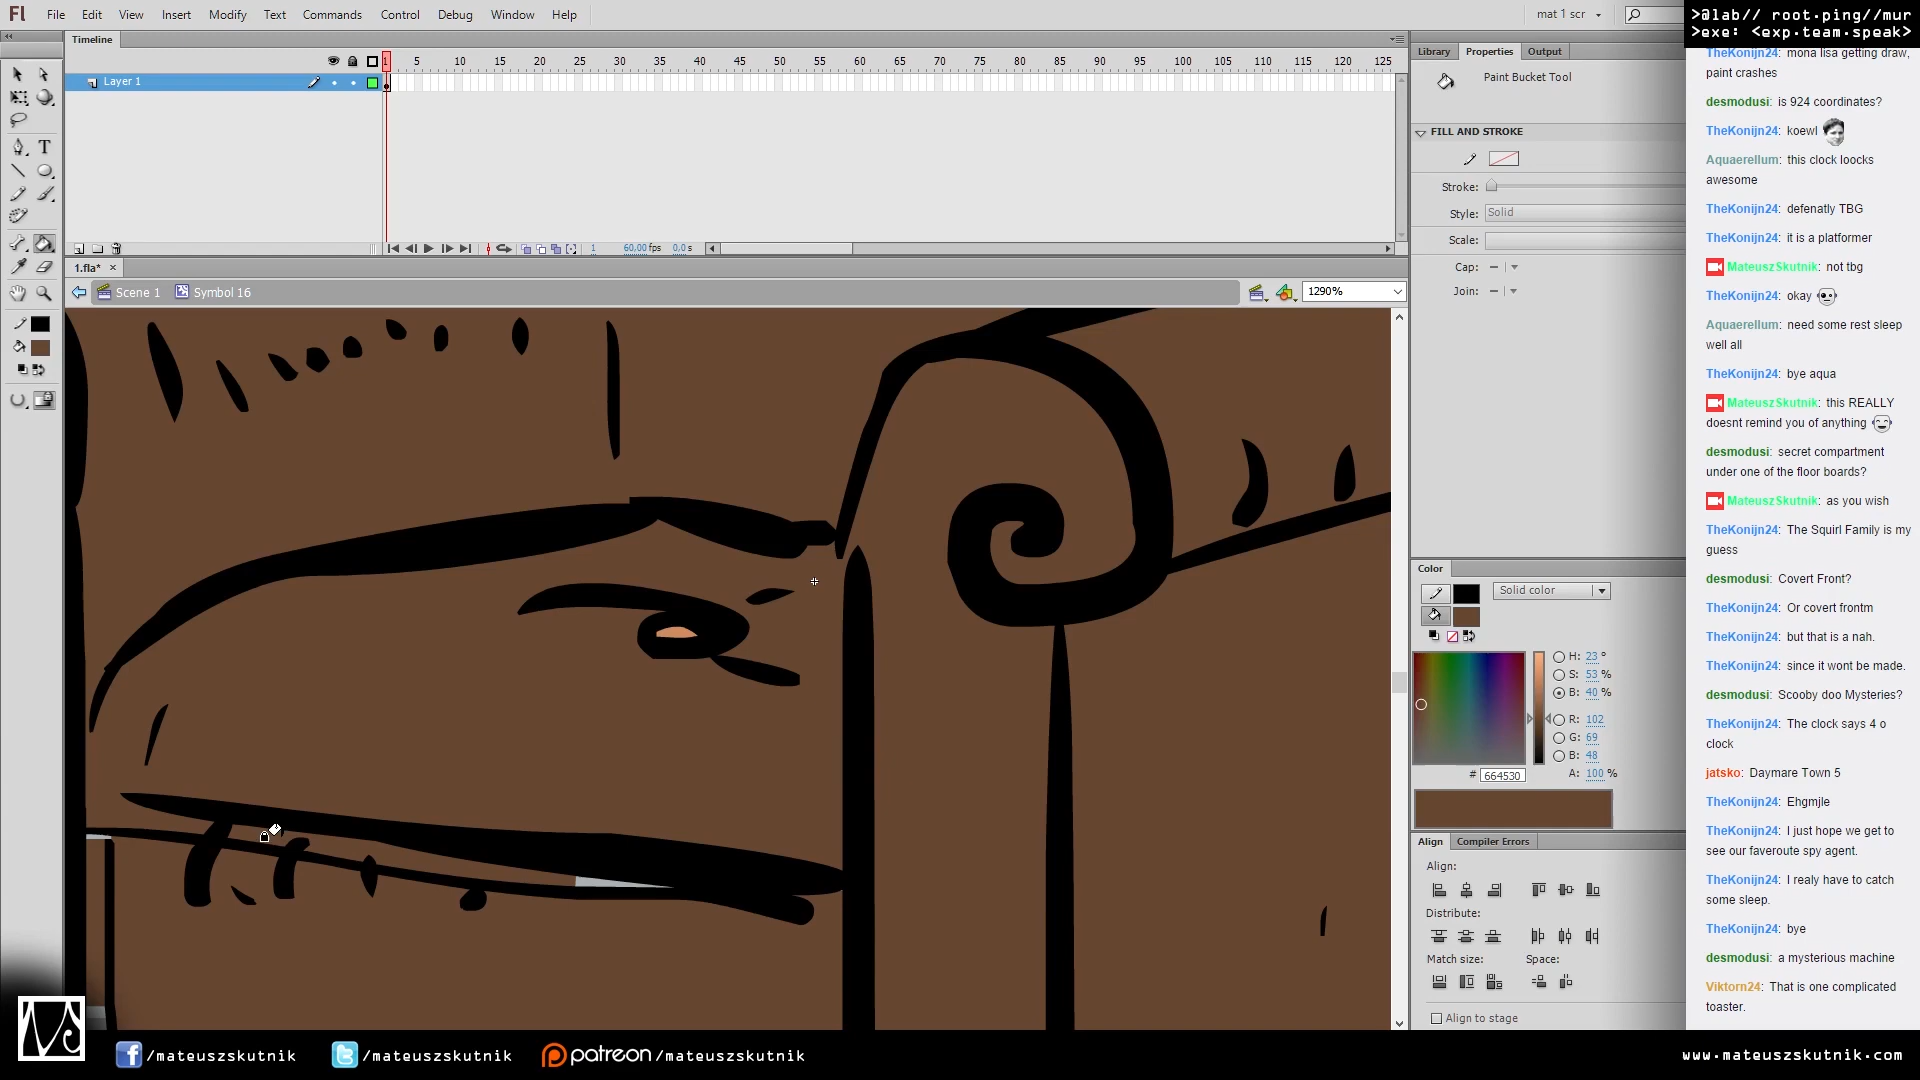 Fl File Edit View Insert Modify Text Commands Control Debug Window Help mat 1 scr
>@lab// root-ping//mur
>exe: <exp-team-speak>
Timeline
1 5 10 15 20 25 30 35 40 45 50 55 60 65 70 75 80 85 90 95 100 105 110 115 120 125
Layer 1
1 60,00 fps 0,0 s
1.fla* ×
Scene 1 Symbol 16 1290%
Library Properties Output
Paint Bucket Tool
FILL AND STROKE
Stroke:
Style: Solid
Scale:
Cap:
Join:
Color
Solid color
H: 23 °
S: 53 %
B: 40 %
R: 102
G: 69
B: 48
# 664530 A: 100 %
Align Compiler Errors
Align:
Distribute:
Match size: Space:
Align to stage
TheKonijn24: mona lisa getting draw,
paint crashes
desmodusi: is 924 coordinates?
TheKonijn24: koewl
Aquaerellum: this clock loocks
awesome
TheKonijn24: defenatly TBG
TheKonijn24: it is a platformer
MateuszSkutnik: not tbg
TheKonijn24: okay
Aquaerellum: need some rest sleep
well all
TheKonijn24: bye aqua
MateuszSkutnik: this REALLY
doesnt remind you of anything
desmodusi: secret compartment
under one of the floor boards?
MateuszSkutnik: as you wish
TheKonijn24: The Squirl Family is my
guess
desmodusi: Covert Front?
TheKonijn24: Or covert frontm
TheKonijn24: but that is a nah.
TheKonijn24: since it wont be made.
desmodusi: Scooby doo Mysteries?
TheKonijn24: The clock says 4 o
clock
jatsko: Daymare Town 5
TheKonijn24: Ehgmjle
TheKonijn24: I just hope we get to
see our faveroute spy agent.
TheKonijn24: I realy have to catch
some sleep.
TheKonijn24: bye
desmodusi: a mysterious machine
Viktorn24: That is one complicated
toaster.
/mateuszskutnik /mateuszskutnik patreon/mateuszskutnik www.mateuszskutnik.com